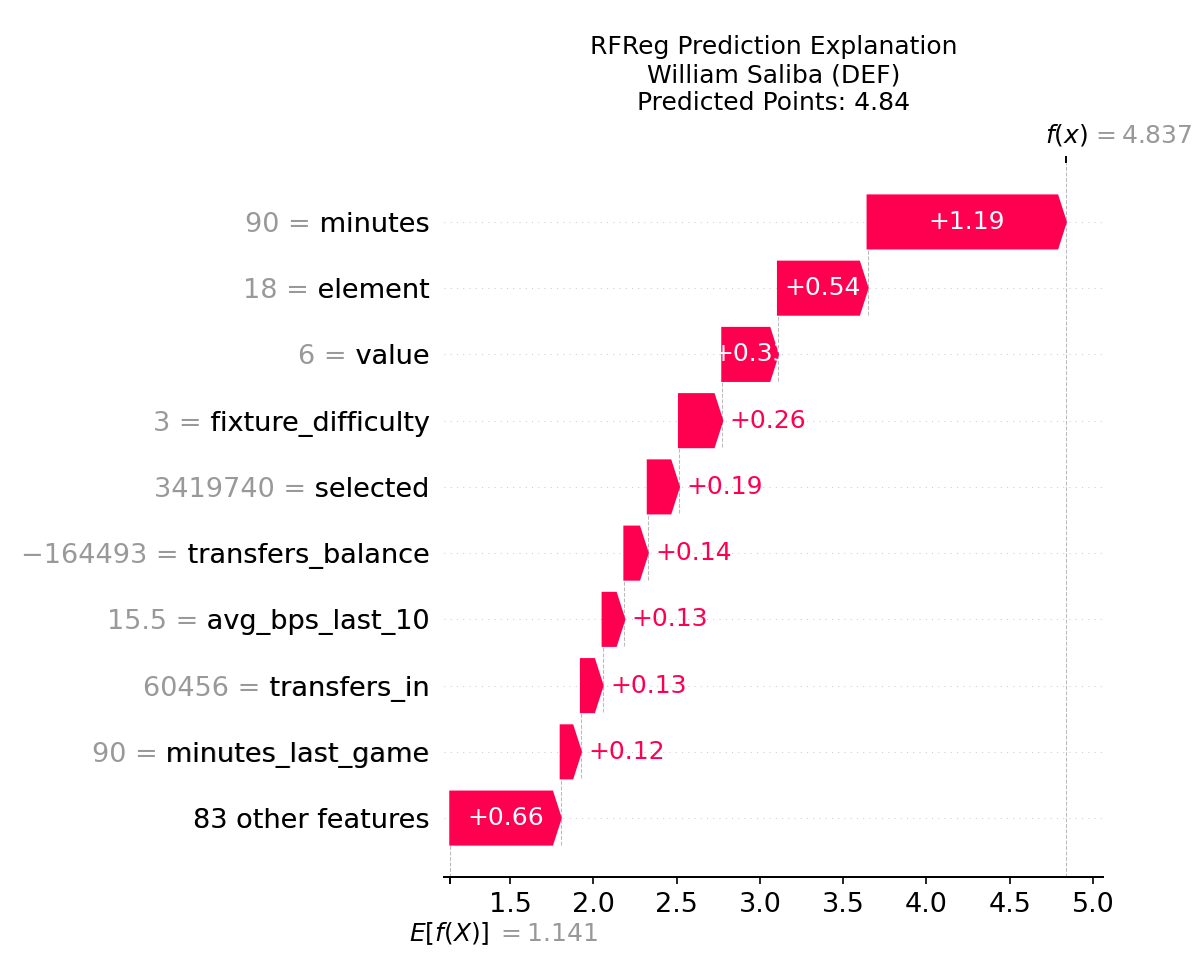 RFReg Prediction Explanation
William Saliba (DEF)
Predicted Points: 4.84
f(x) = 4.837
90 = minutes
+1.19
18 = element
+0.54
6 = value
3 = fixture_difficulty
+0.26
3419740 = selected
+0.19
−164493 = transfers_balance
+0.14
15.5 = avg_bps_last_10
+0.13
60456 = transfers_in
+0.13
90 = minutes_last_game
+0.12
83 other features
+0.66
1.5 2.0 2.5 3.0 3.5 4.0 4.5 5.0
E[f(X)] = 1.141